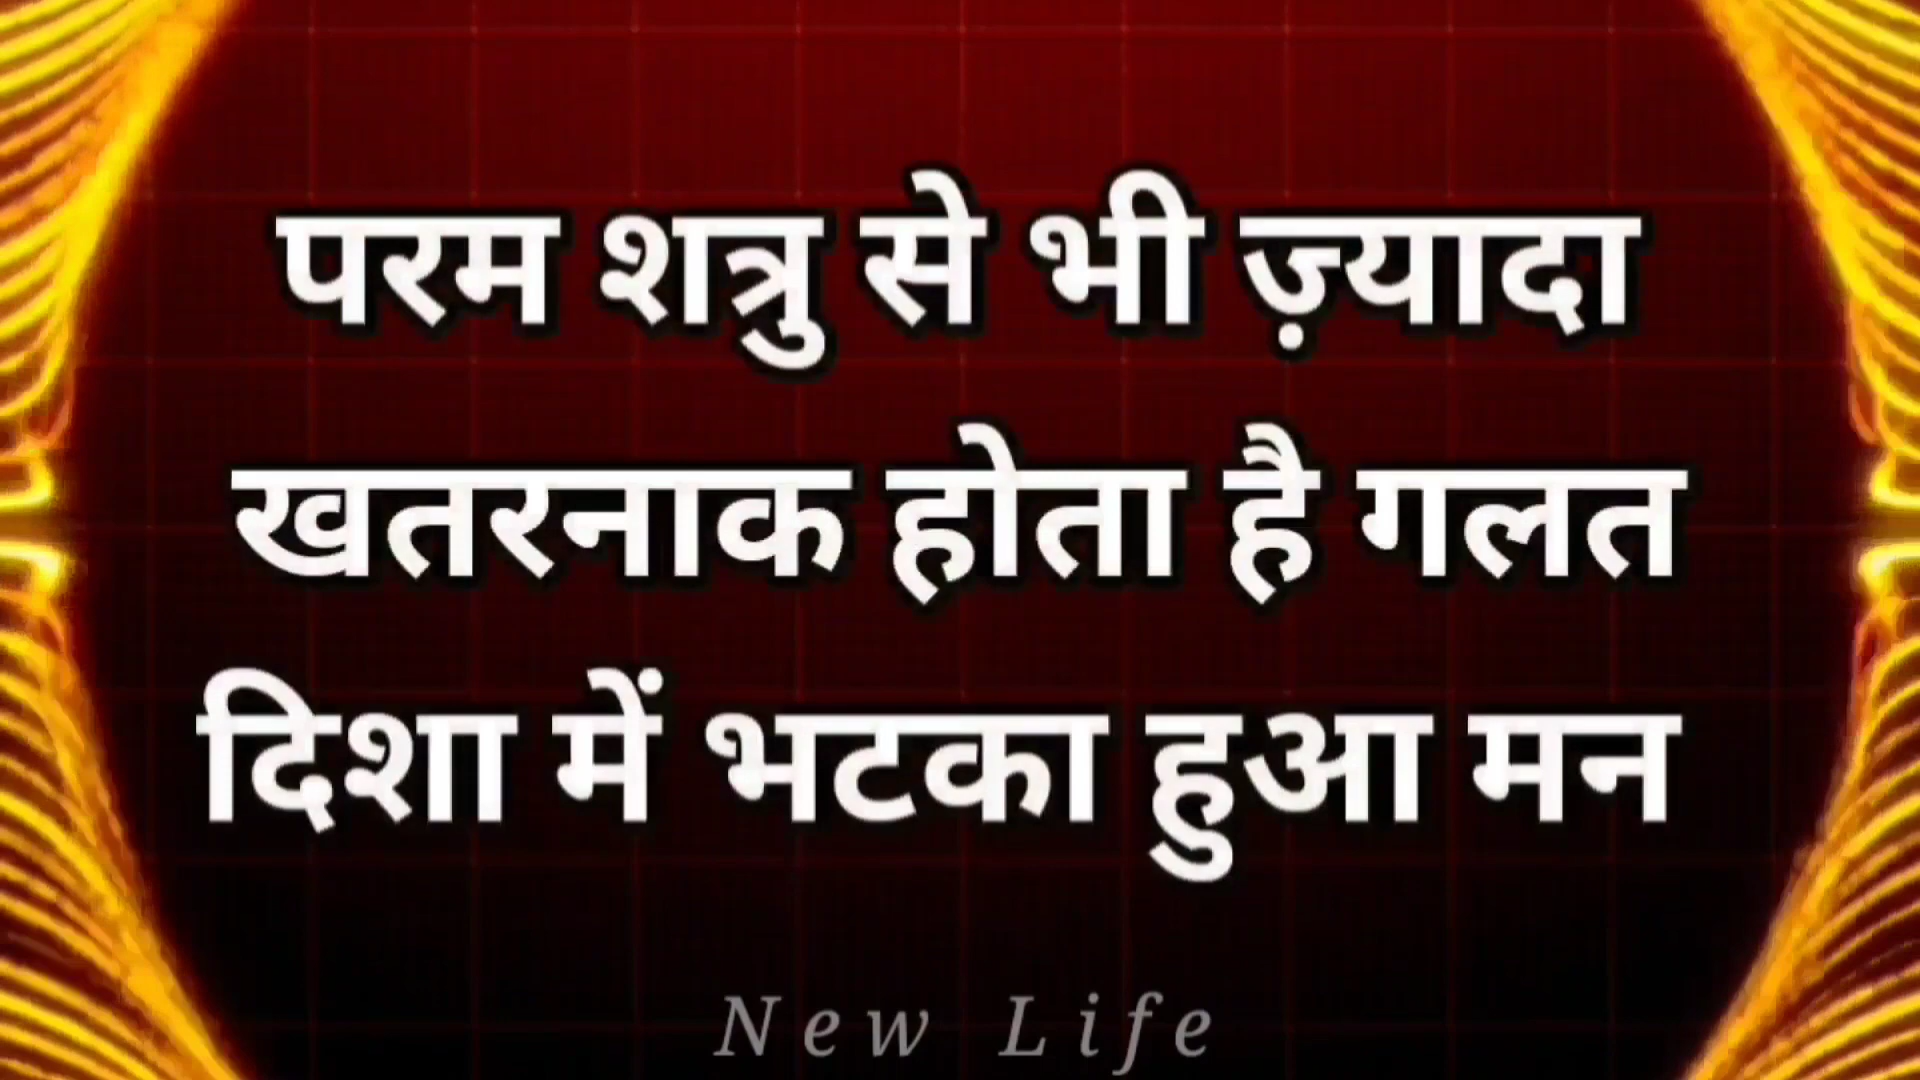 परम शत्रु से भी ज़्यादा
खतरनाक होता है गलत
दिशा में भटका हुआ मन
New Life